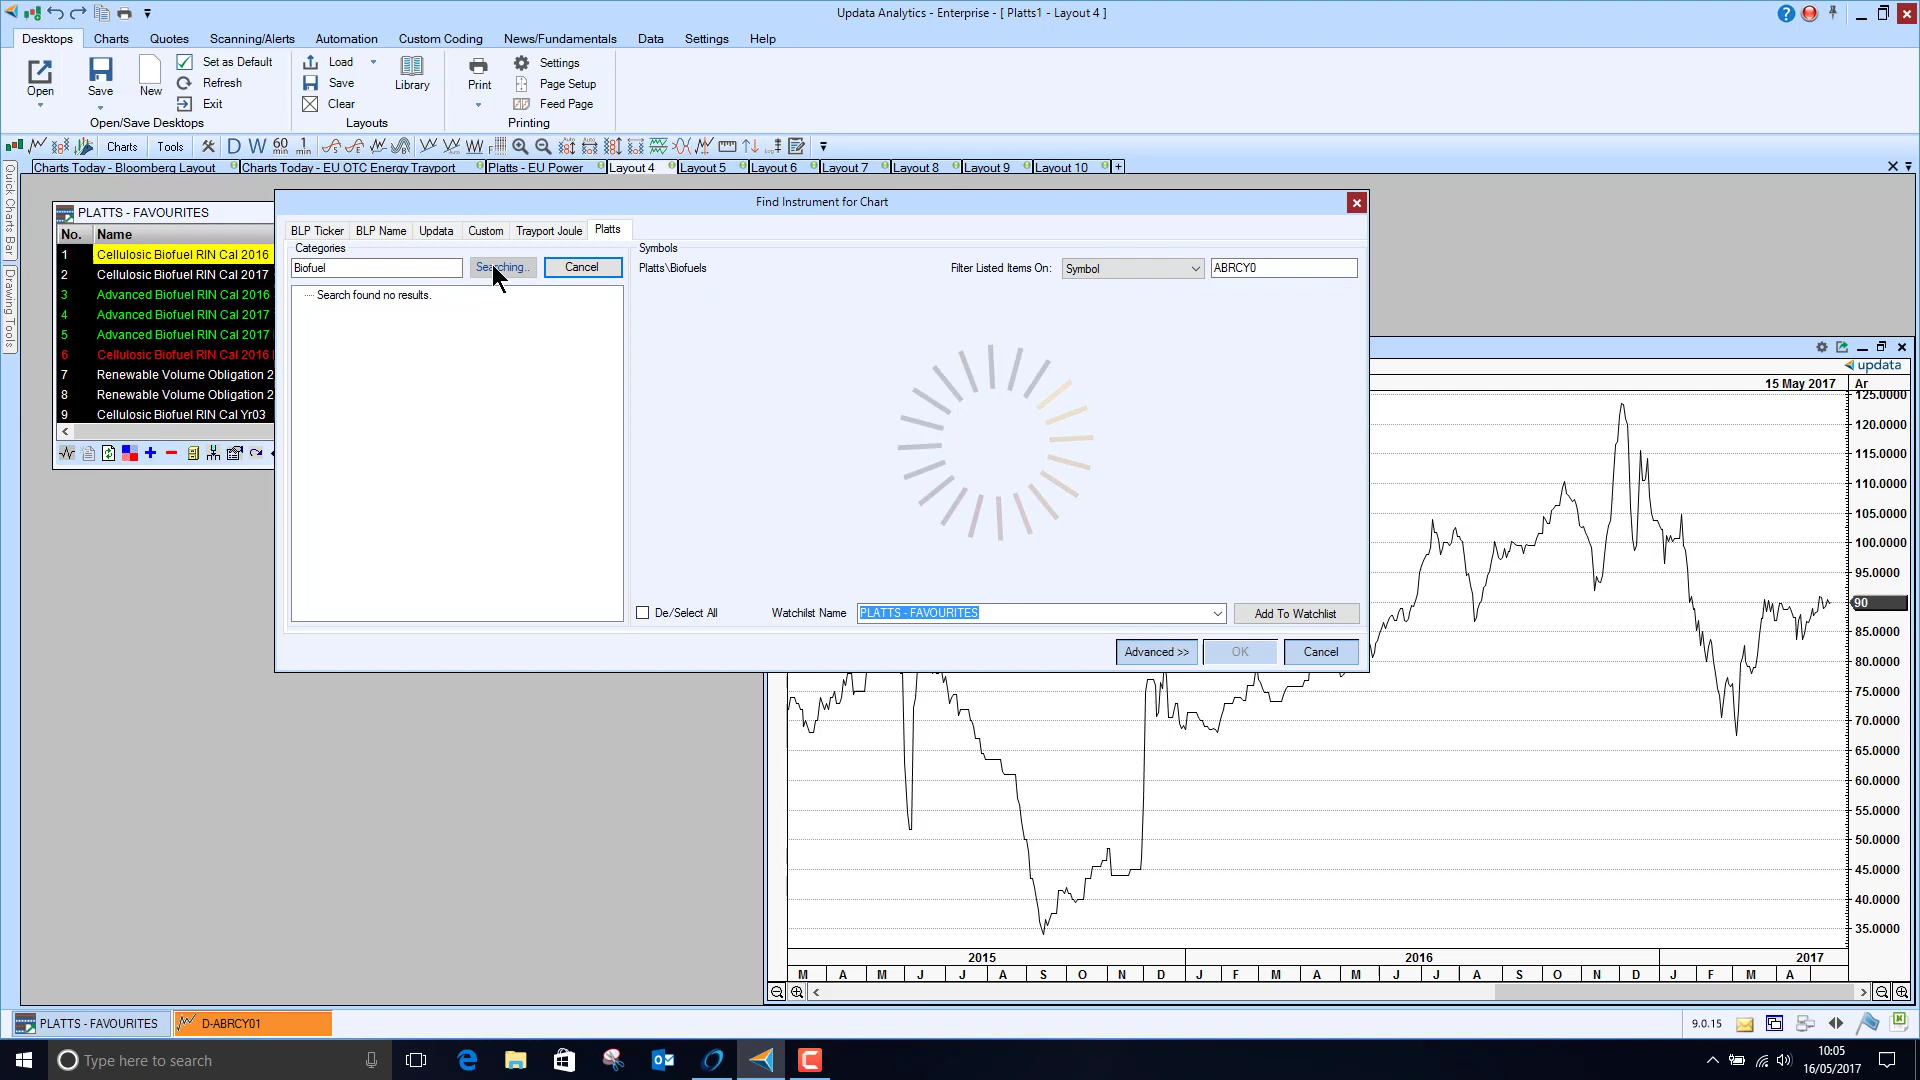 Updata Analytics - Enterprise - [ Platts1 - Layout 4 ]
Desktops Charts Quotes Scanning/Alerts Automation Custom Coding News/Fundamentals Data Settings Help
Open Save New Set as Default Refresh Exit
Open/Save Desktops
Load Save Clear Library
Layouts
Print Settings Page Setup Feed Page
Printing
Charts Tools D W 60 min 1 min
Charts Today - Bloomberg Layout Charts Today - EU OTC Energy Trayport Platts - EU Power Layout 4 Layout 5 Layout 6 Layout 7 Layout 8 Layout 9 Layout 10 +
Quick Charts Bar
Drawing Tools
PLATTS - FAVOURITES
No. Name
1 Cellulosic Biofuel RIN Cal 2016
2 Cellulosic Biofuel RIN Cal 2017
3 Advanced Biofuel RIN Cal 2016
4 Advanced Biofuel RIN Cal 2017
5 Advanced Biofuel RIN Cal 2017
6 Cellulosic Biofuel RIN Cal 2016
7 Renewable Volume Obligation 2
8 Renewable Volume Obligation 2
9 Cellulosic Biofuel RIN Cal Yr03
Find Instrument for Chart
BLP Ticker BLP Name Updata Custom Trayport Joule Platts
Categories
Biofuel Searching.. Cancel
Search found no results.
Symbols
Platts\Biofuels Filter Listed Items On: Symbol ABRCY0
De/Select All Watchlist Name PLATTS - FAVOURITES Add To Watchlist
Advanced >> OK Cancel
updata
15 May 2017 Ar
125.0000
120.0000
115.0000
110.0000
105.0000
100.0000
95.0000
90
85.0000
80.0000
75.0000
70.0000
65.0000
60.0000
55.0000
50.0000
45.0000
40.0000
35.0000
2015 2016 2017
M A M J J A S O N D J F M A M J J A S O N D J F M A
PLATTS - FAVOURITES D-ABRCY01
9.0.15
Type here to search
10:05
16/05/2017